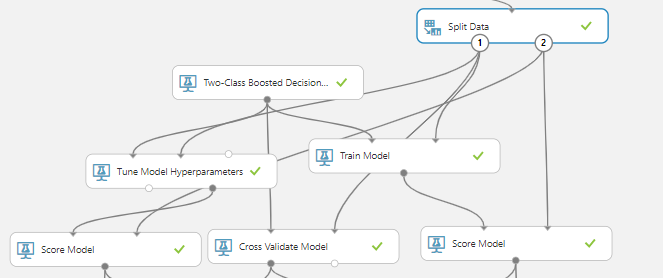 Split Data
1
2
Two-Class Boosted Decision...
Tune Model Hyperparameters
Train Model
Score Model
Cross Validate Model
Score Model